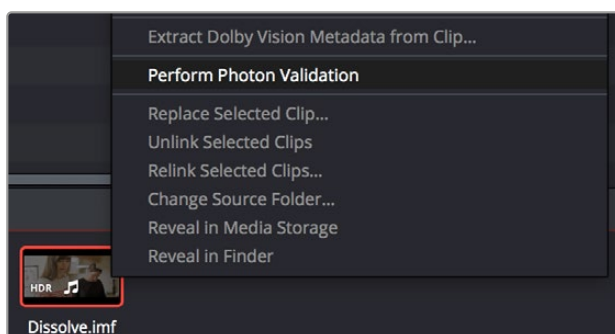 Extract Dolby Vision Metadata from Clip...
Perform Photon Validation
Replace Selected Clip...
Unlink Selected Clips
Relink Selected Clips...
Change Source Folder...
Reveal in Media Storage
Reveal in Finder
HDR
Dissolve.imf